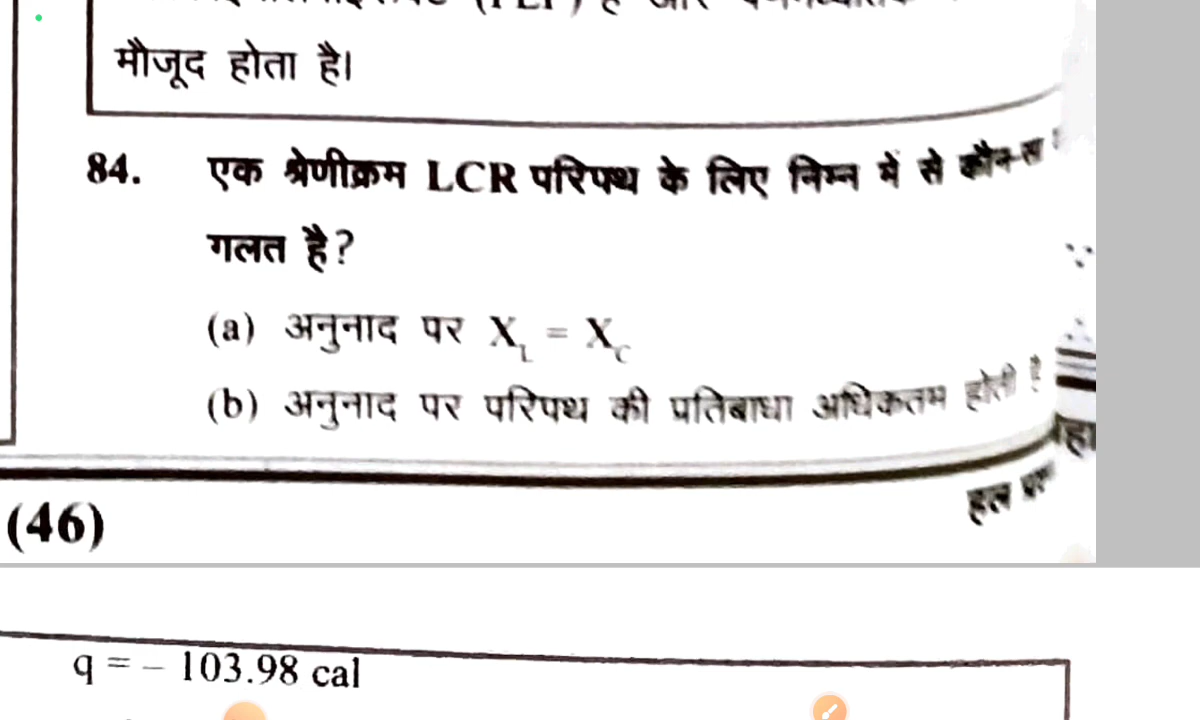 मौजूद होता है।
84. एक श्रेणीक्रम LCR परिपथ के लिए निम्न में से कौन-सा
गलत है?
(a) अनुनाद पर X_L = X_C
(b) अनुनाद पर परिपथ की प्रतिबाधा अधिकतम होती है
हल
(46)
q = – 103.98 cal